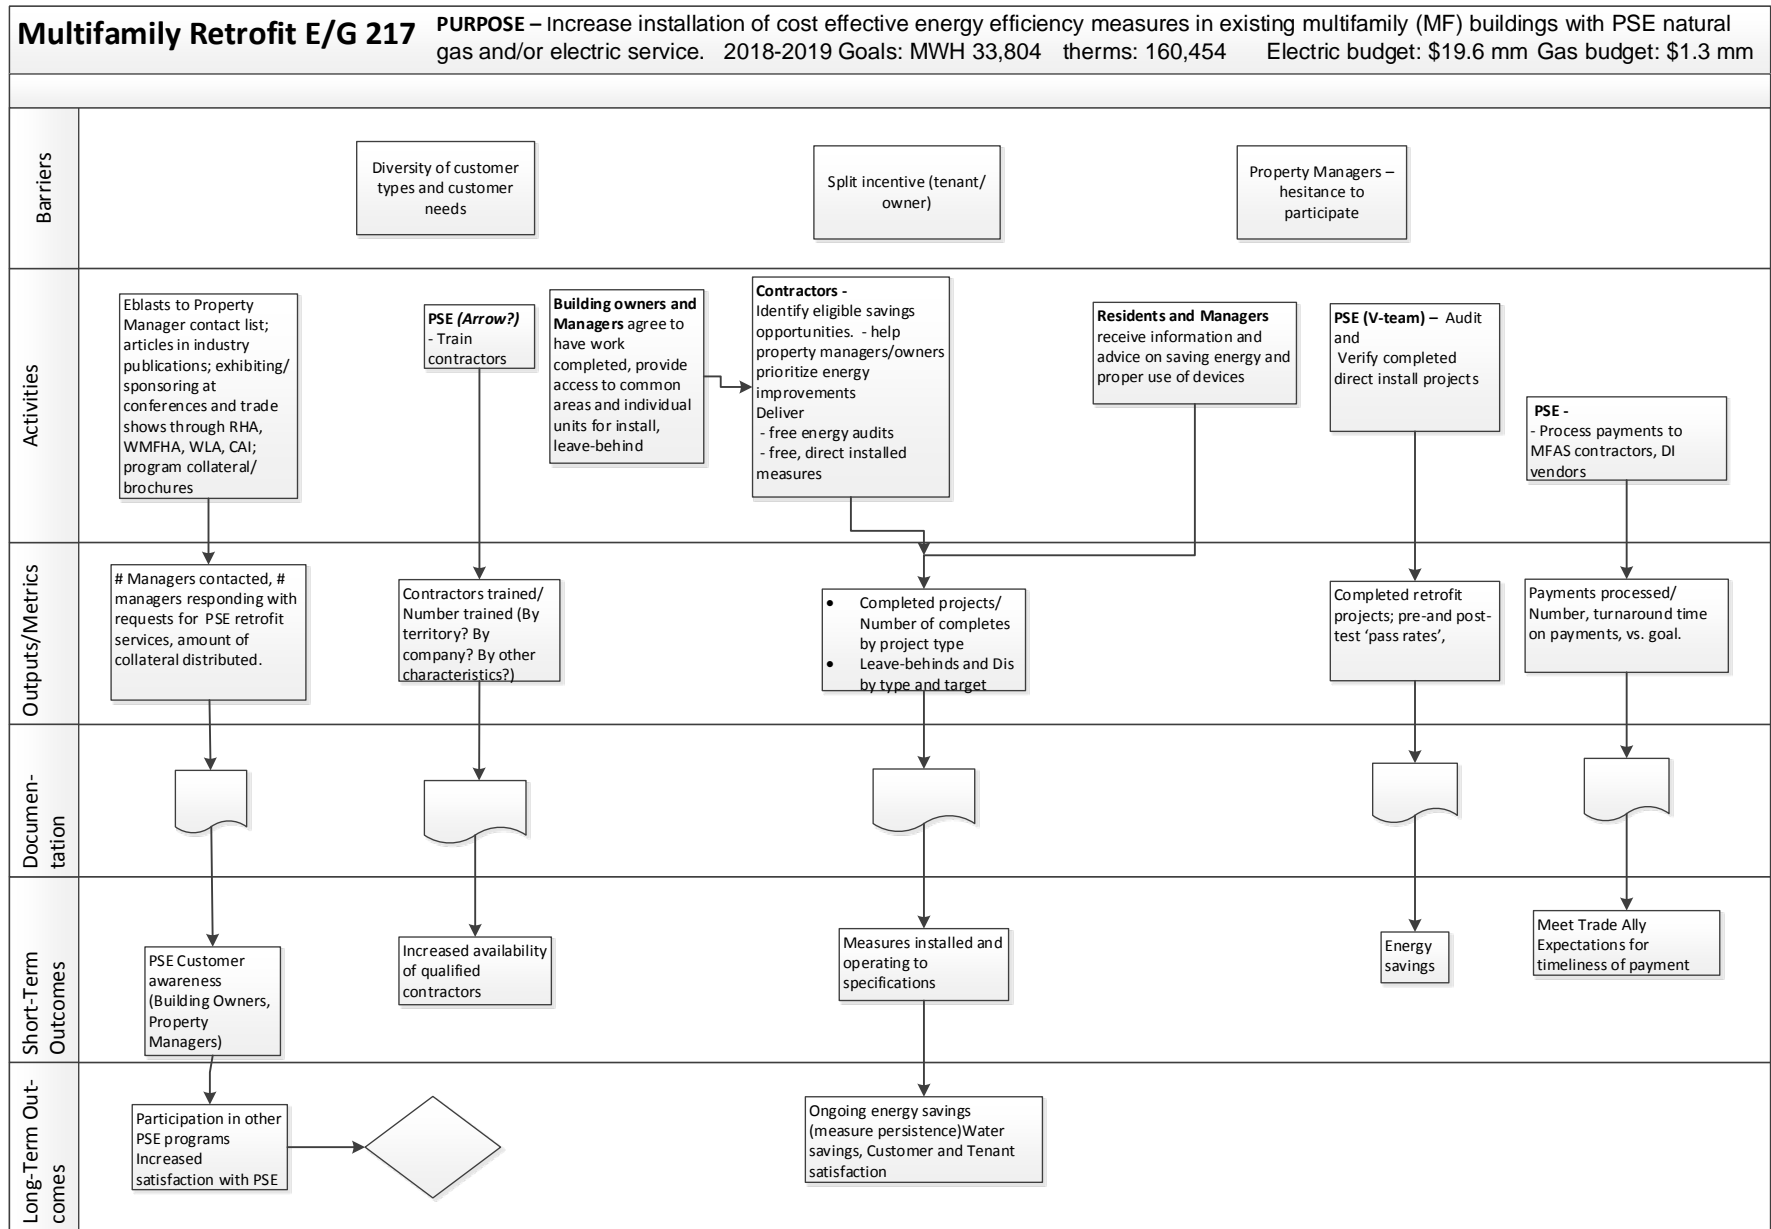 Multifamily Retrofit E/G 217
PURPOSE – Increase installation of cost effective energy efficiency measures in existing multifamily (MF) buildings with PSE natural
gas and/or electric service. 2018-2019 Goals: MWH 33,804 therms: 160,454 Electric budget: $19.6 mm Gas budget: $1.3 mm
Barriers
Diversity of customer
types and customer
needs
Split incentive (tenant/
owner)
Property Managers –
hesitance to
participate
Activities
Eblasts to Property
Manager contact list;
articles in industry
publications; exhibiting/
sponsoring at
conferences and trade
shows through RHA,
WMFHA, WLA, CAI;
program collateral/
brochures
PSE (Arrow?)
- Train
contractors
Building owners and
Managers agree to
have work
completed, provide
access to common
areas and individual
units for install,
leave-behind
Contractors -
Identify eligible savings
opportunities. - help
property managers/owners
prioritize energy
improvements
Deliver
- free energy audits
- free, direct installed
measures
Residents and Managers
receive information and
advice on saving energy and
proper use of devices
PSE (V-team) – Audit
and
Verify completed
direct install projects
PSE -
- Process payments to
MFAS contractors, DI
vendors
Outputs/Metrics
# Managers contacted, #
managers responding with
requests for PSE retrofit
services, amount of
collateral distributed.
Contractors trained/
Number trained (By
territory? By
company? By other
characteristics?)
• Completed projects/
Number of completes
by project type
• Leave-behinds and Dis
by type and target
Completed retrofit
projects; pre-and post-
test ‘pass rates’,
Payments processed/
Number, turnaround time
on payments, vs. goal.
Documen-
tation
Short-Term
Outcomes
PSE Customer
awareness
(Building Owners,
Property
Managers)
Increased availability
of qualified
contractors
Measures installed and
operating to
specifications
Energy
savings
Meet Trade Ally
Expectations for
timeliness of payment
Long-Term Out-
comes
Participation in other
PSE programs
Increased
satisfaction with PSE
Ongoing energy savings
(measure persistence)Water
savings, Customer and Tenant
satisfaction